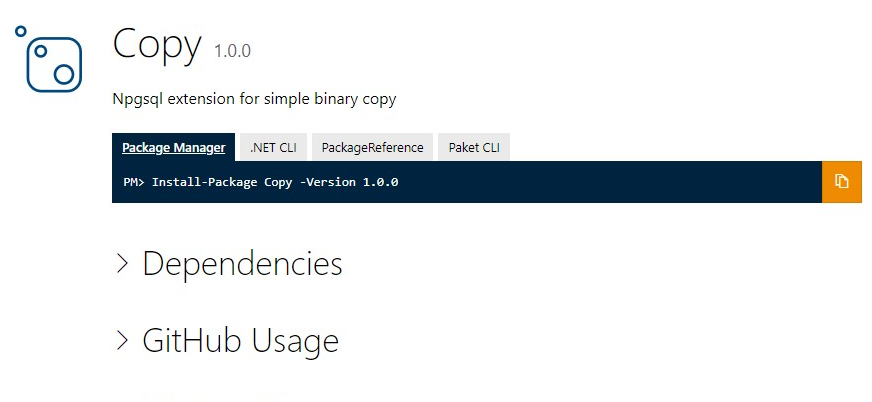 Copy 1.0.0
Npgsql extension for simple binary copy
Package Manager .NET CLI PackageReference Paket CLI
PM> Install-Package Copy -Version 1.0.0
Dependencies
GitHub Usage